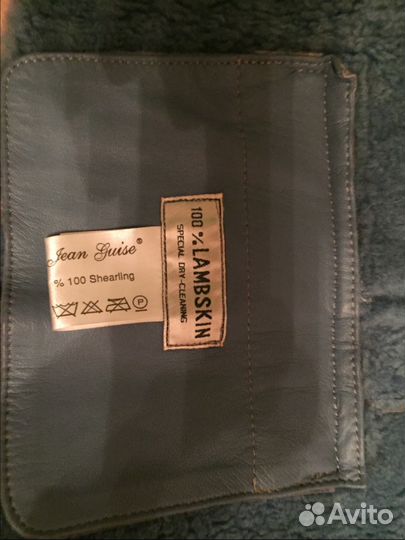 Jean Guise®
% 100 Shearling
P
100 % LAMBSKIN
SPECIAL DRY-CLEANING
Avito